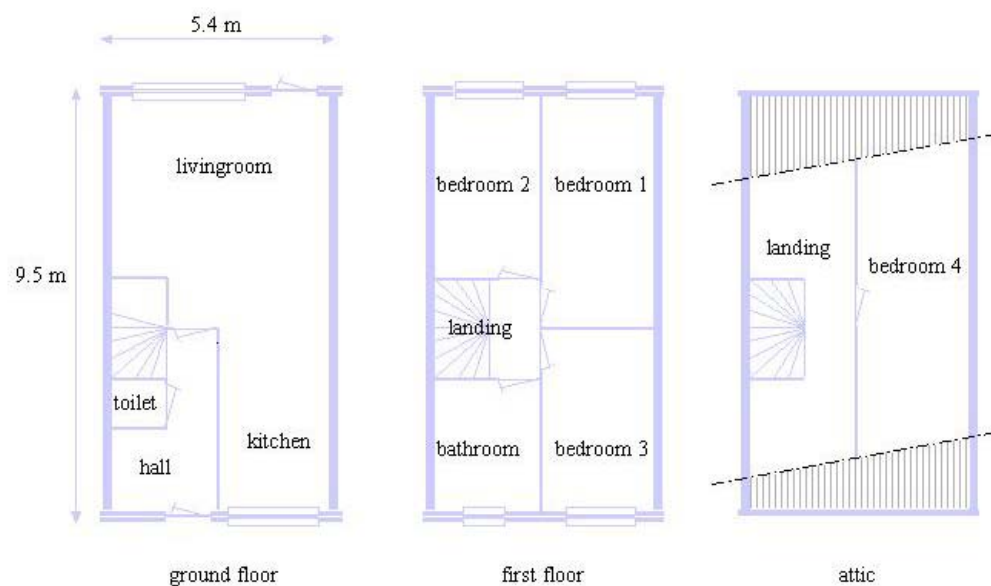 5.4 m
9.5 m
livingroom
toilet
hall
kitchen
ground floor
bedroom 2
bedroom 1
landing
bathroom
bedroom 3
first floor
landing
bedroom 4
attic